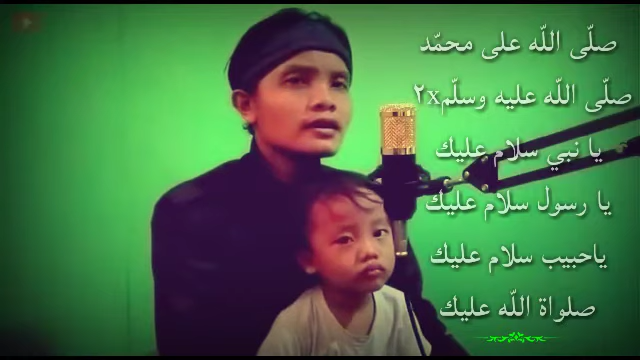 صلّى اللّه على محمّد
صلّى اللّه عليه وسلّم٢x
يا نبي سلام عليك
يا رسول سلام عليك
ياحبيب سلام عليك
صلواة اللّه عليك